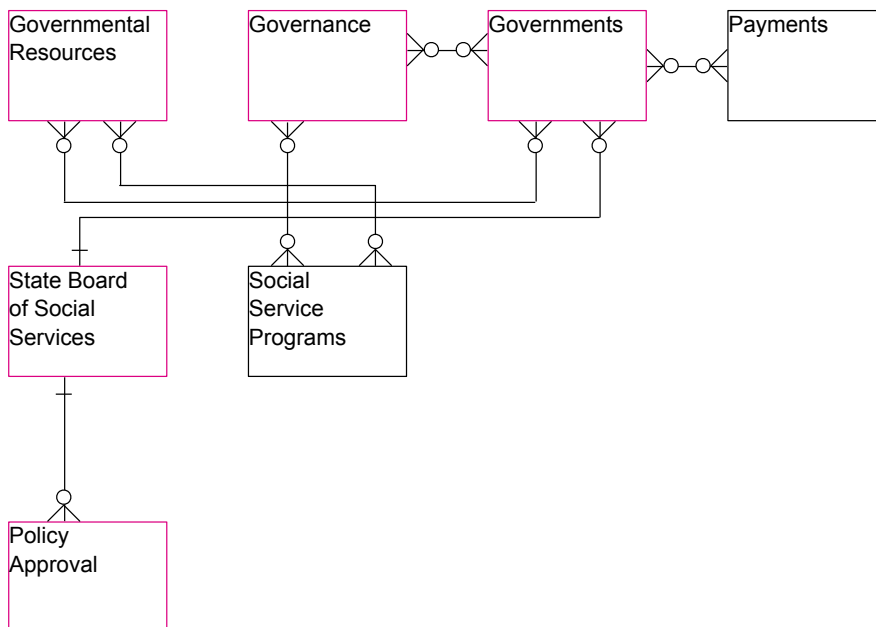 Governmental
Resources
Governance
Governments
Payments
State Board
of Social
Services
Social
Service
Programs
Policy
Approval